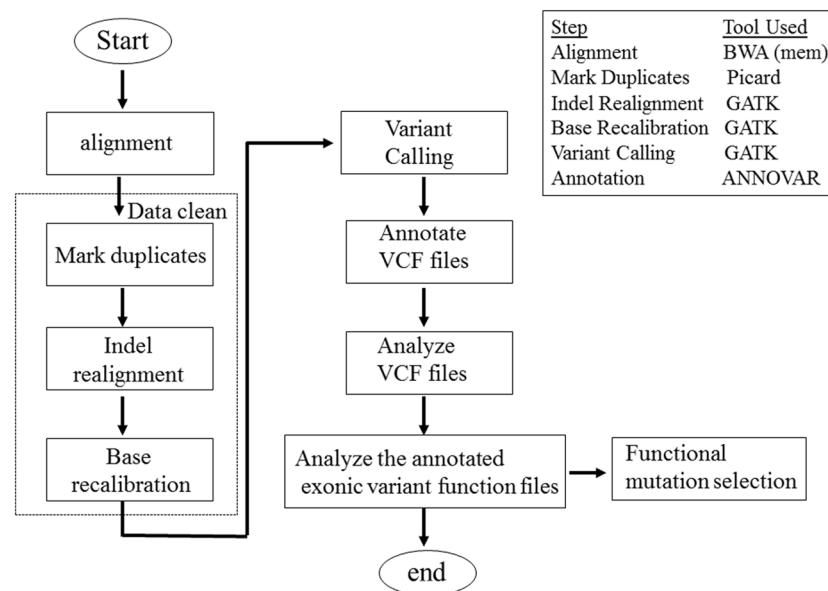 Start
alignment
Data clean
Mark duplicates
Indel
realignment
Base
recalibration
Variant
Calling
Annotate
VCF files
Analyze
VCF files
Analyze the annotated
exonic variant function files
Functional
mutation selection
end
Step Tool Used
Alignment BWA (mem)
Mark Duplicates Picard
Indel Realignment GATK
Base Recalibration GATK
Variant Calling GATK
Annotation ANNOVAR